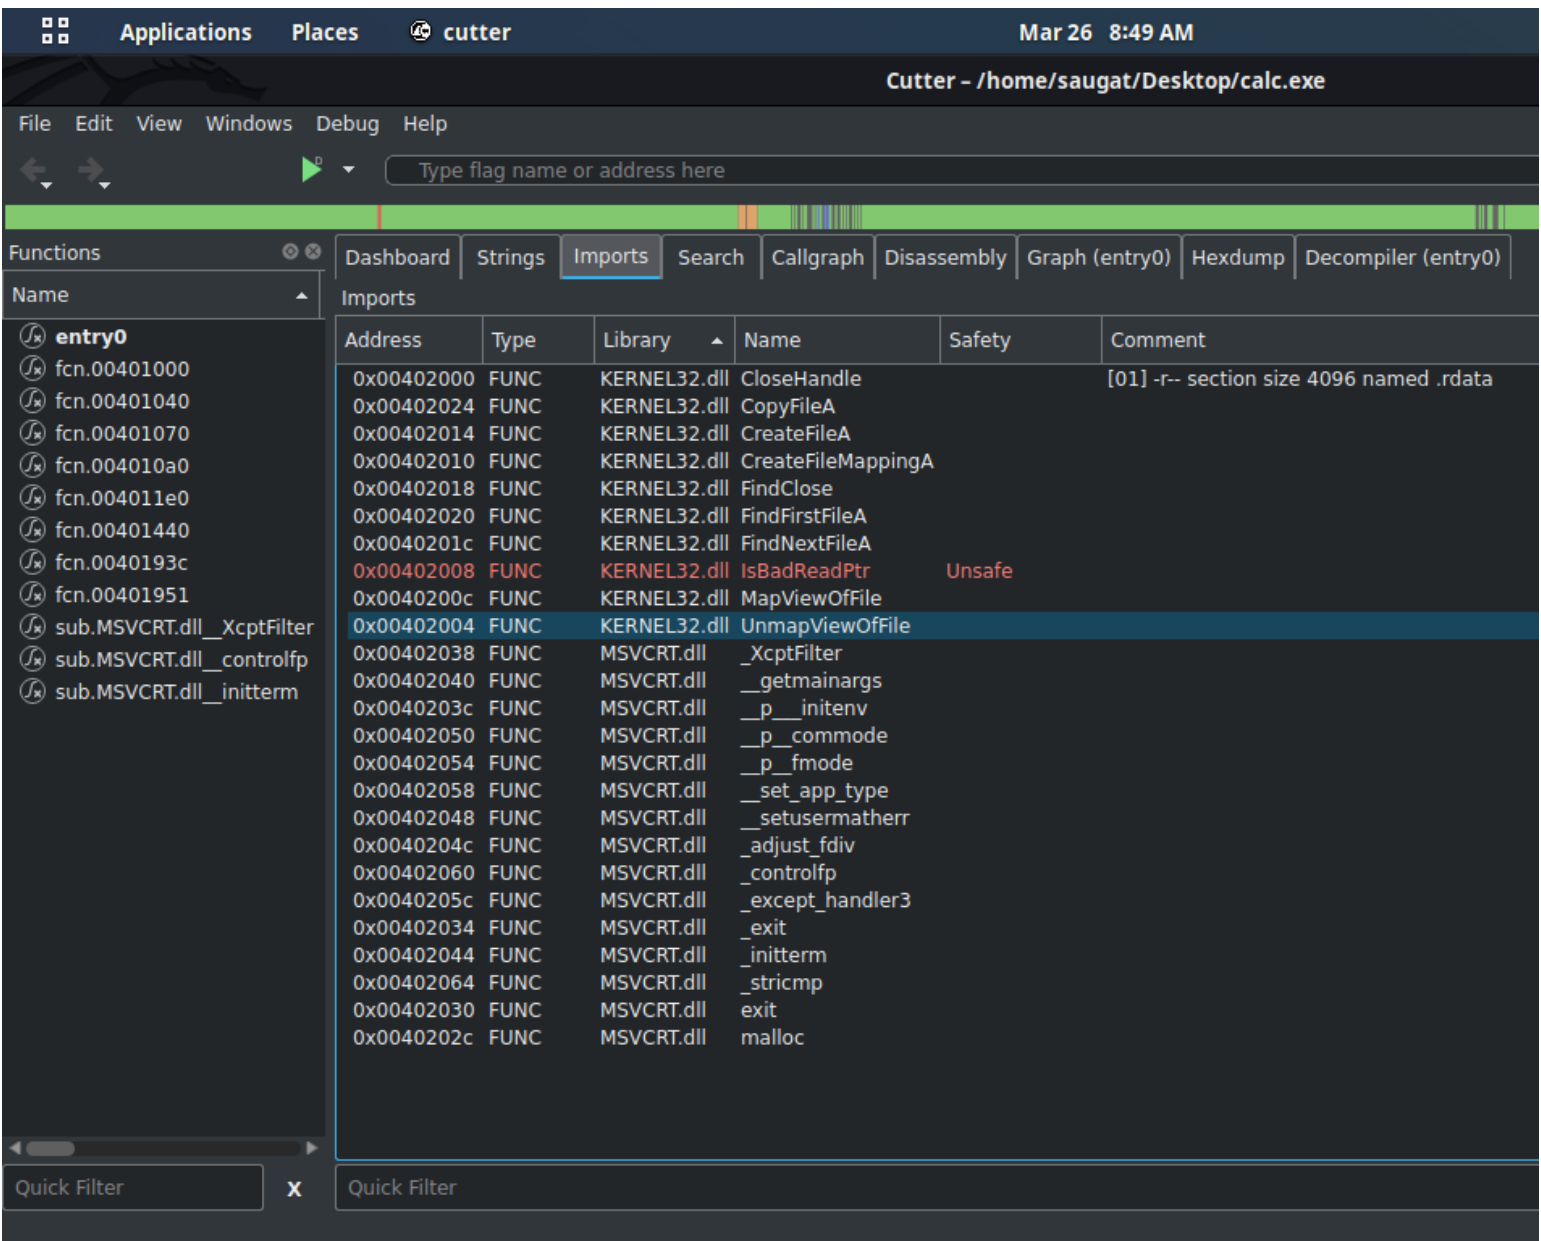 Applications Places cutter Mar 26 8:49 AM
Cutter – /home/saugat/Desktop/calc.exe
File Edit View Windows Debug Help
D Type flag name or address here
Functions
Name
entry0
fcn.00401000
fcn.00401040
fcn.00401070
fcn.004010a0
fcn.004011e0
fcn.00401440
fcn.0040193c
fcn.00401951
sub.MSVCRT.dll__XcptFilter
sub.MSVCRT.dll__controlfp
sub.MSVCRT.dll__initterm
Quick Filter X
Dashboard Strings Imports Search Callgraph Disassembly Graph (entry0) Hexdump Decompiler (entry0)
Imports
Address Type Library Name Safety Comment
0x00402000 FUNC KERNEL32.dll CloseHandle [01] -r-- section size 4096 named .rdata
0x00402024 FUNC KERNEL32.dll CopyFileA
0x00402014 FUNC KERNEL32.dll CreateFileA
0x00402010 FUNC KERNEL32.dll CreateFileMappingA
0x00402018 FUNC KERNEL32.dll FindClose
0x00402020 FUNC KERNEL32.dll FindFirstFileA
0x0040201c FUNC KERNEL32.dll FindNextFileA
0x00402008 FUNC KERNEL32.dll IsBadReadPtr Unsafe
0x0040200c FUNC KERNEL32.dll MapViewOfFile
0x00402004 FUNC KERNEL32.dll UnmapViewOfFile
0x00402038 FUNC MSVCRT.dll _XcptFilter
0x00402040 FUNC MSVCRT.dll __getmainargs
0x0040203c FUNC MSVCRT.dll __p___initenv
0x00402050 FUNC MSVCRT.dll __p__commode
0x00402054 FUNC MSVCRT.dll __p__fmode
0x00402058 FUNC MSVCRT.dll __set_app_type
0x00402048 FUNC MSVCRT.dll __setusermatherr
0x0040204c FUNC MSVCRT.dll _adjust_fdiv
0x00402060 FUNC MSVCRT.dll _controlfp
0x0040205c FUNC MSVCRT.dll _except_handler3
0x00402034 FUNC MSVCRT.dll _exit
0x00402044 FUNC MSVCRT.dll _initterm
0x00402064 FUNC MSVCRT.dll _stricmp
0x00402030 FUNC MSVCRT.dll exit
0x0040202c FUNC MSVCRT.dll malloc
Quick Filter